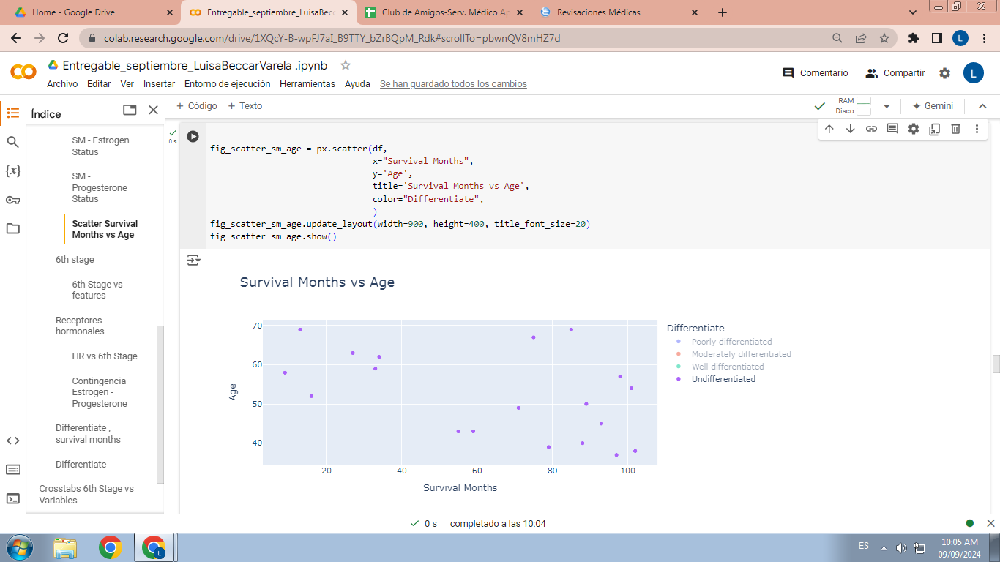 Home - Google Drive
Entregable_septiembre_LuisaBecc
Club de Amigos-Serv. Médico Ap
Revisaciones Médicas
colab.research.google.com/drive/1XQcY-B-wpFJ7aI_B9TTY_bZrBQpM_Rdk#scrollTo=pbwnQV8mHZ7d
L
Entregable_septiembre_LuisaBeccarVarela .ipynb
Archivo Editar Ver Insertar Entorno de ejecución Herramientas Ayuda Se han guardado todos los cambios
Comentario
Compartir
L
Índice
+ Código + Texto
RAM
Disco
Gemini
SM - Estrogen
Status
SM -
Progesterone
Status
Scatter Survival
Months vs Age
6th stage
6th Stage vs
features
Receptores
hormonales
HR vs 6th Stage
Contingencia
Estrogen -
Progesterone
Differentiate ,
survival months
Differentiate
Crosstabs 6th Stage vs
Variables
{x}
0 s
fig_scatter_sm_age = px.scatter(df,
x="Survival Months",
y='Age',
title='Survival Months vs Age',
color="Differentiate",
)
fig_scatter_sm_age.update_layout(width=900, height=400, title_font_size=20)
fig_scatter_sm_age.show()
Survival Months vs Age
70
60
50
40
Age
20 40 60 80 100
Survival Months
Differentiate
Poorly differentiated
Moderately differentiated
Well differentiated
Undifferentiated
0 s completado a las 10:04
L
ES
10:05 AM
09/09/2024